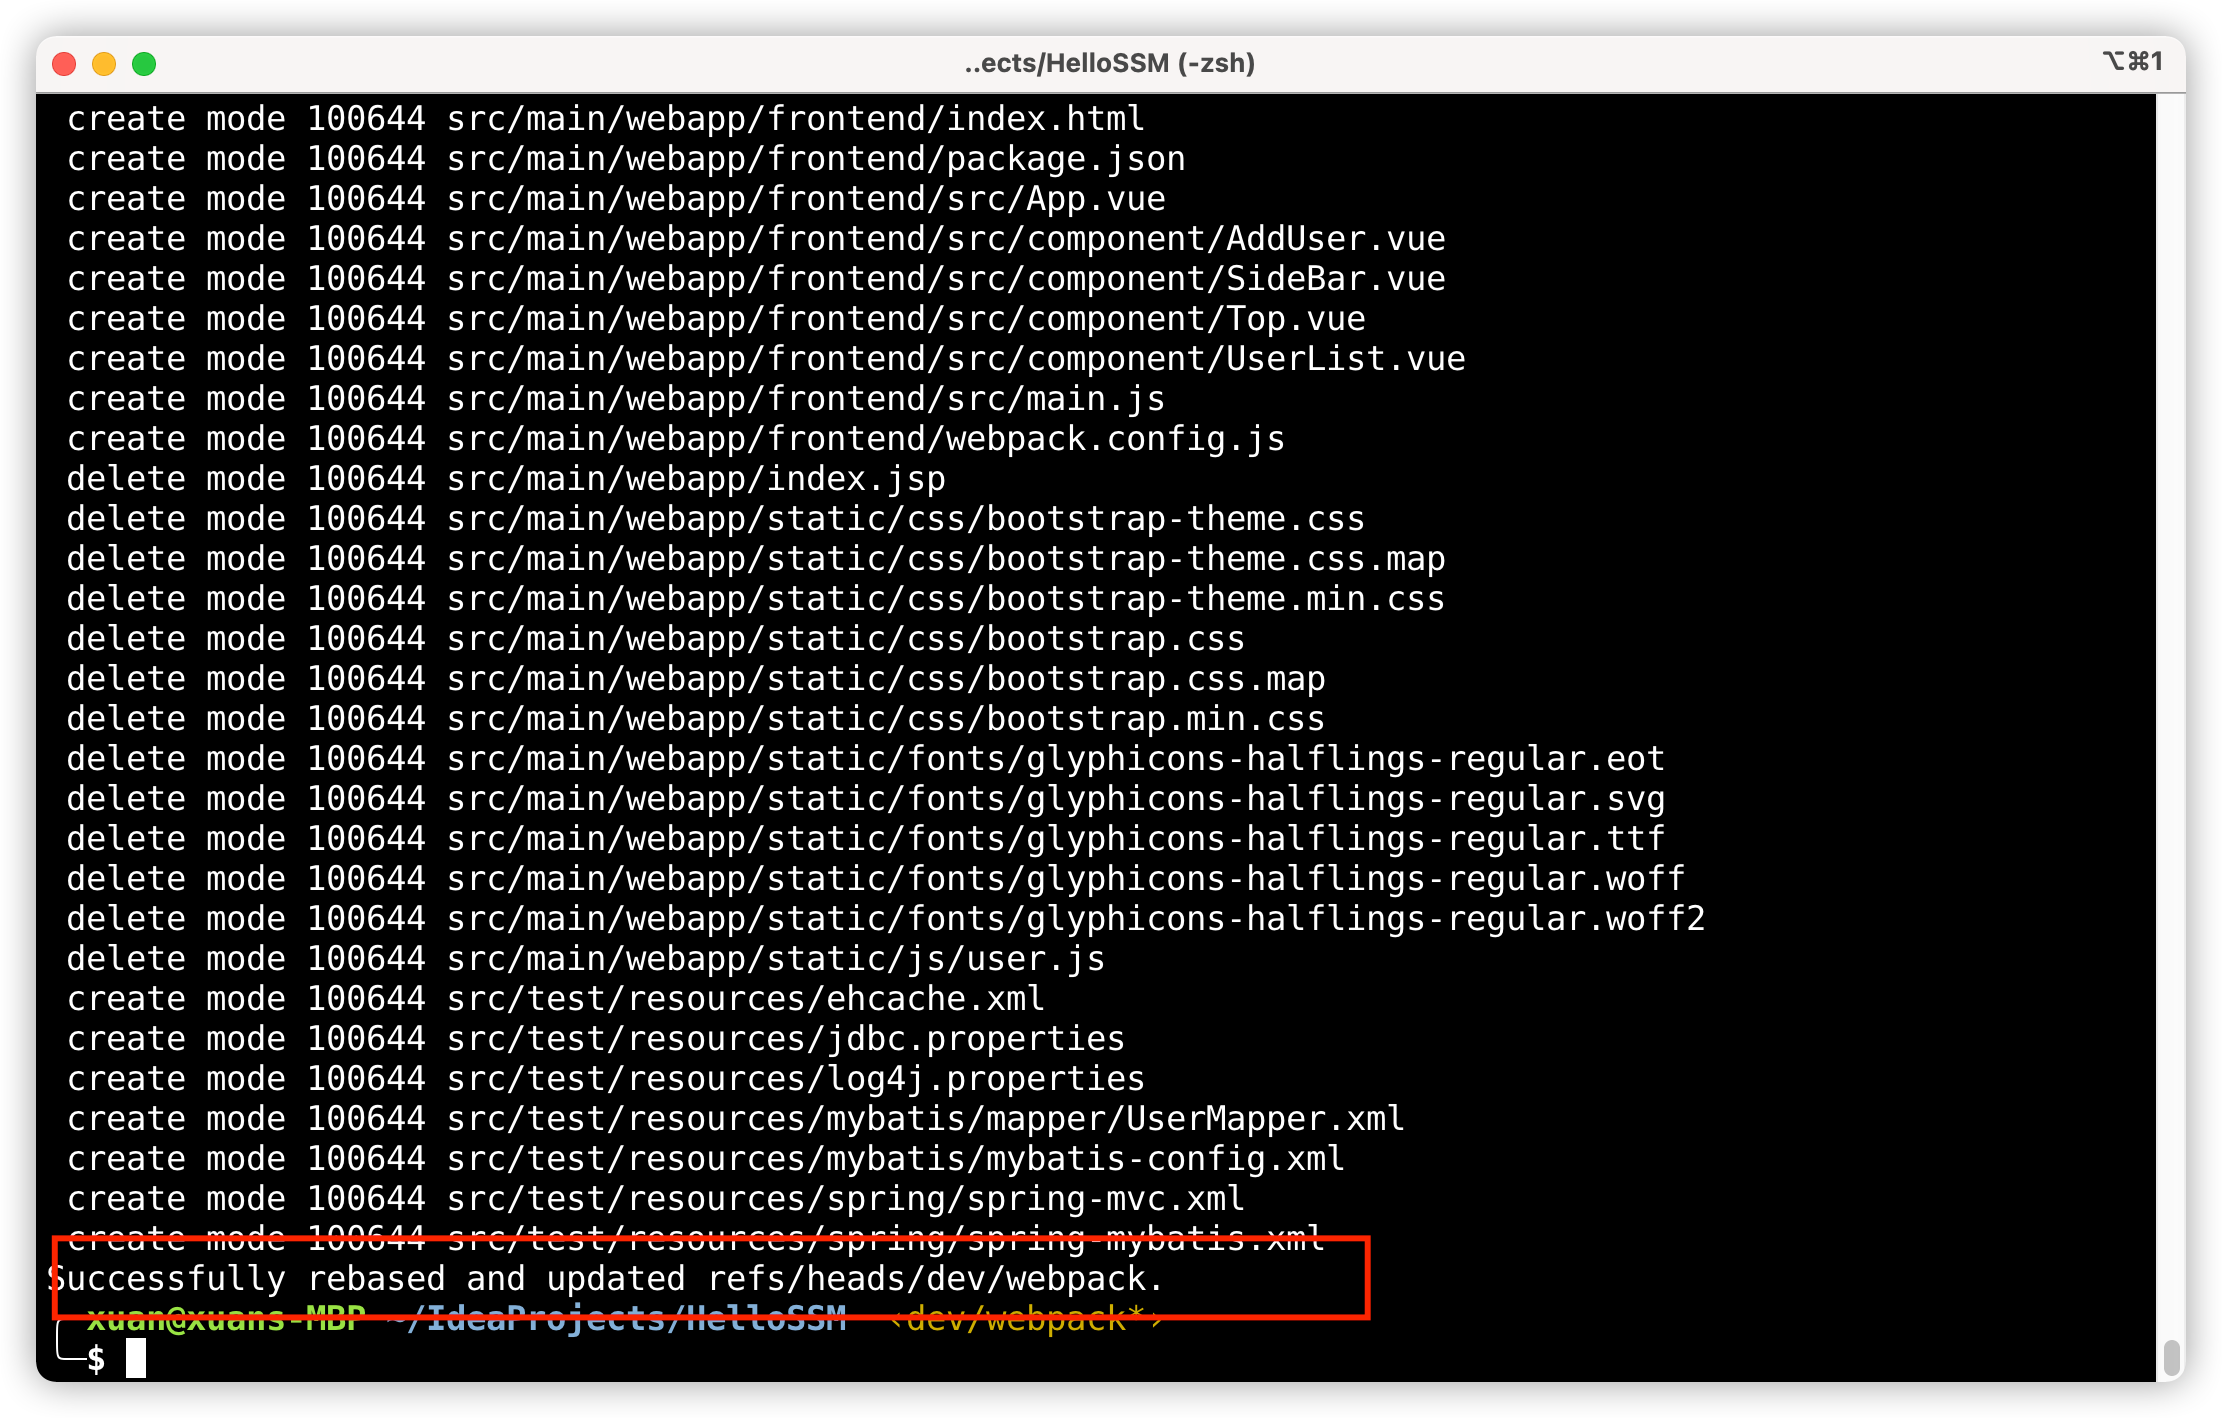 ..ects/HelloSSM (-zsh)
⌥⌘1
create mode 100644 src/main/webapp/frontend/index.html
create mode 100644 src/main/webapp/frontend/package.json
create mode 100644 src/main/webapp/frontend/src/App.vue
create mode 100644 src/main/webapp/frontend/src/component/AddUser.vue
create mode 100644 src/main/webapp/frontend/src/component/SideBar.vue
create mode 100644 src/main/webapp/frontend/src/component/Top.vue
create mode 100644 src/main/webapp/frontend/src/component/UserList.vue
create mode 100644 src/main/webapp/frontend/src/main.js
create mode 100644 src/main/webapp/frontend/webpack.config.js
delete mode 100644 src/main/webapp/index.jsp
delete mode 100644 src/main/webapp/static/css/bootstrap-theme.css
delete mode 100644 src/main/webapp/static/css/bootstrap-theme.css.map
delete mode 100644 src/main/webapp/static/css/bootstrap-theme.min.css
delete mode 100644 src/main/webapp/static/css/bootstrap.css
delete mode 100644 src/main/webapp/static/css/bootstrap.css.map
delete mode 100644 src/main/webapp/static/css/bootstrap.min.css
delete mode 100644 src/main/webapp/static/fonts/glyphicons-halflings-regular.eot
delete mode 100644 src/main/webapp/static/fonts/glyphicons-halflings-regular.svg
delete mode 100644 src/main/webapp/static/fonts/glyphicons-halflings-regular.ttf
delete mode 100644 src/main/webapp/static/fonts/glyphicons-halflings-regular.woff
delete mode 100644 src/main/webapp/static/fonts/glyphicons-halflings-regular.woff2
delete mode 100644 src/main/webapp/static/js/user.js
create mode 100644 src/test/resources/ehcache.xml
create mode 100644 src/test/resources/jdbc.properties
create mode 100644 src/test/resources/log4j.properties
create mode 100644 src/test/resources/mybatis/mapper/UserMapper.xml
create mode 100644 src/test/resources/mybatis/mybatis-config.xml
create mode 100644 src/test/resources/spring/spring-mvc.xml
create mode 100644 src/test/resources/spring/spring-mybatis.xml
Successfully rebased and updated refs/heads/dev/webpack.
xuan@xuans-MBP ~/IdeaProjects/HelloSSM ‹dev/webpack*›
$